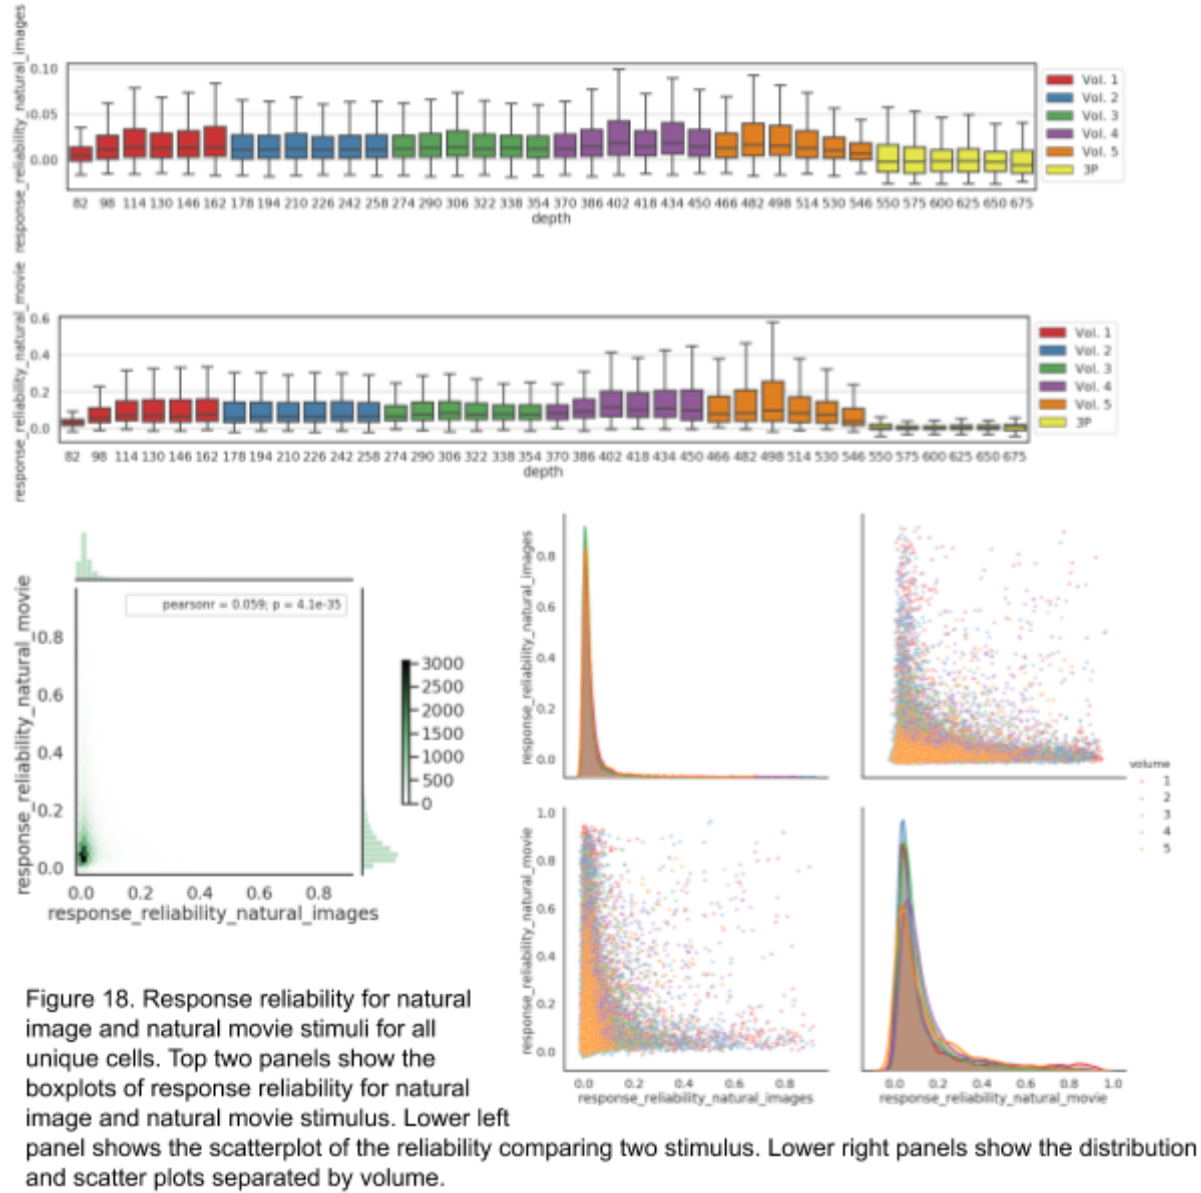 response_reliability_natural_images
0.10
0.05
0.00
82 98 114 130 146 162 178 194 210 226 242 258 274 290 306 322 338 354 370 386 402 418 434 450 466 482 498 514 530 546 550 575 600 625 650 675
depth
Vol. 1
Vol. 2
Vol. 3
Vol. 4
Vol. 5
3P
response_reliability_natural_movie
0.6
0.4
0.2
0.0
82 98 114 130 146 162 178 194 210 226 242 258 274 290 306 322 338 354 370 386 402 418 434 450 466 482 498 514 530 546 550 575 600 625 650 675
depth
Vol. 1
Vol. 2
Vol. 3
Vol. 4
Vol. 5
3P
pearsonr = 0.059; p = 4.1e-35
response_reliability_natural_movie
0.8
0.6
0.4
0.2
0.0
0.0 0.2 0.4 0.6 0.8
response_reliability_natural_images
3000
2500
2000
1500
1000
500
0
response_reliability_natural_images
0.8
0.6
0.4
0.2
0.0
response_reliability_natural_movie
1.0
0.8
0.6
0.4
0.2
0.0
0.0 0.2 0.4 0.6 0.8
response_reliability_natural_images
0.0 0.2 0.4 0.6 0.8 1.0
response_reliability_natural_movie
volume
1
2
3
4
5
Figure 18. Response reliability for natural
image and natural movie stimuli for all
unique cells. Top two panels show the
boxplots of response reliability for natural
image and natural movie stimulus. Lower left
panel shows the scatterplot of the reliability comparing two stimulus. Lower right panels show the distribution
and scatter plots separated by volume.